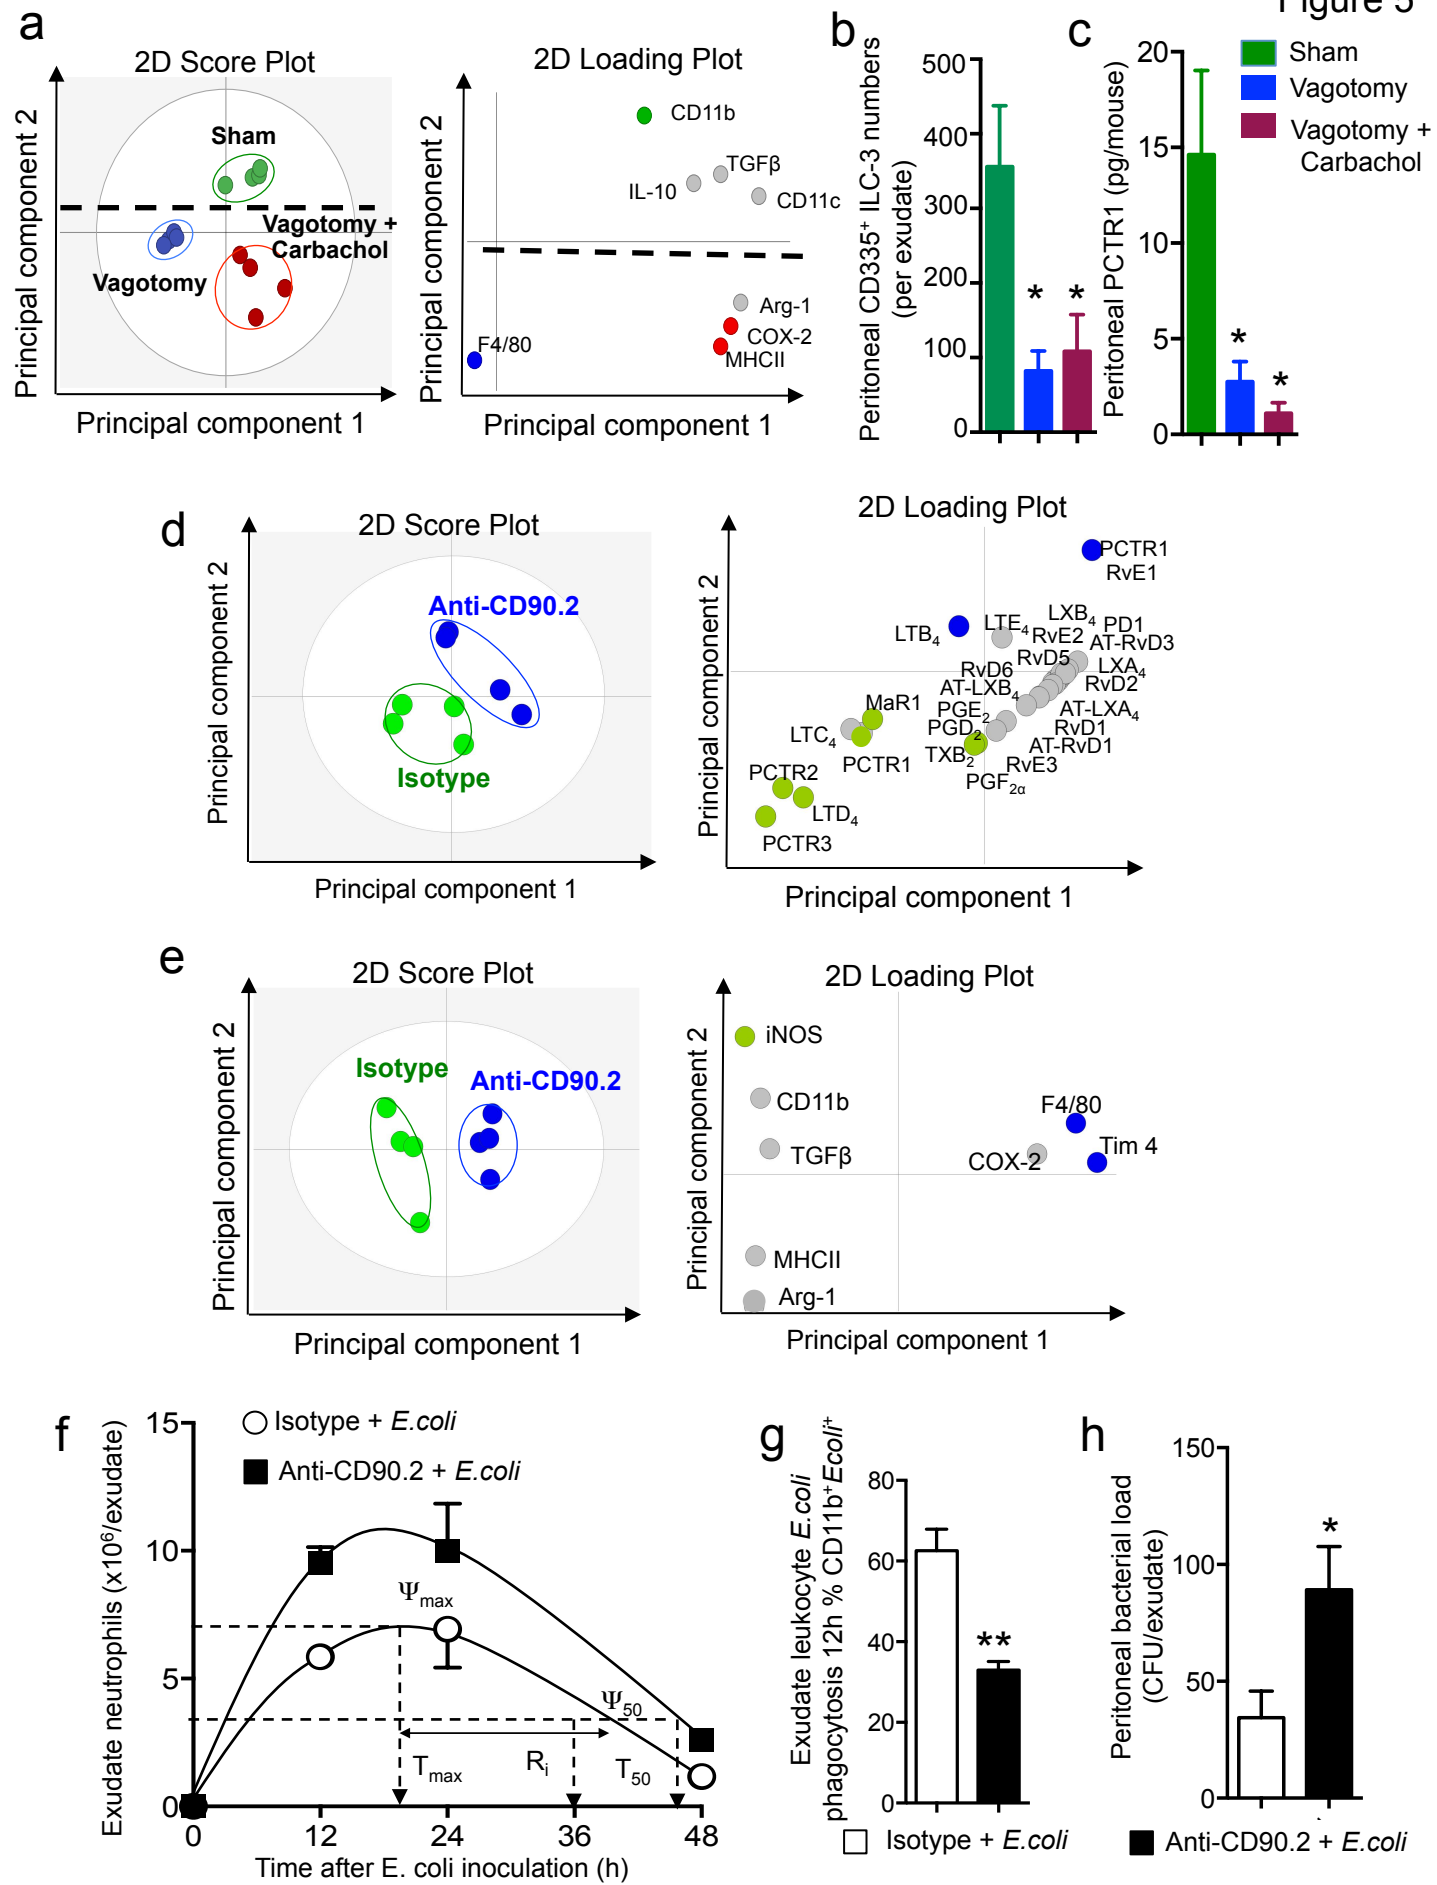 Figure 5
a
2D Score Plot
Principal component 2
Sham
Vagotomy +
Carbachol
Vagotomy
Principal component 1
2D Loading Plot
Principal component 2
CD11b
TGFβ
IL-10
CD11c
Arg-1
COX-2
MHCII
F4/80
Principal component 1
b
Peritoneal CD335⁺ ILC-3 numbers
(per exudate)
500
400
300
200
100
0
*
*
c
Peritoneal PCTR1 (pg/mouse)
20
15
10
5
0
*
*
Sham
Vagotomy
Vagotomy +
Carbachol
d
2D Score Plot
Principal component 2
Anti-CD90.2
Isotype
Principal component 1
2D Loading Plot
Principal component 2
PCTR1
RvE1
LTB₄
LTE₄
LXB₄
PD1
RvE2
AT-RvD3
RvD5
RvD6
LXA₄
RvD2
AT-LXB₄
MaR1
PGE₂
AT-LXA₄
PGD₂
RvD1
LTC₄
AT-RvD1
TXB₂
PCTR1
RvE3
PCTR2
PGF₂α
LTD₄
PCTR3
Principal component 1
e
2D Score Plot
Principal component 2
Isotype
Anti-CD90.2
Principal component 1
2D Loading Plot
Principal component 2
iNOS
CD11b
F4/80
TGFβ
COX-2
Tim 4
MHCII
Arg-1
Principal component 1
f
Exudate neutrophils (x10⁶/exudate)
Isotype + E.coli
Anti-CD90.2 + E.coli
15
10
5
0
Ψmax
Ψ50
Tmax
Ri
T50
0
12
24
36
48
Time after E. coli inoculation (h)
g
Exudate leukocyte E.coli
phagocytosis 12h % CD11b⁺Ecoli⁺
80
60
40
20
0
**
h
Peritoneal bacterial load
(CFU/exudate)
150
100
50
0
*
Isotype + E.coli
Anti-CD90.2 + E.coli